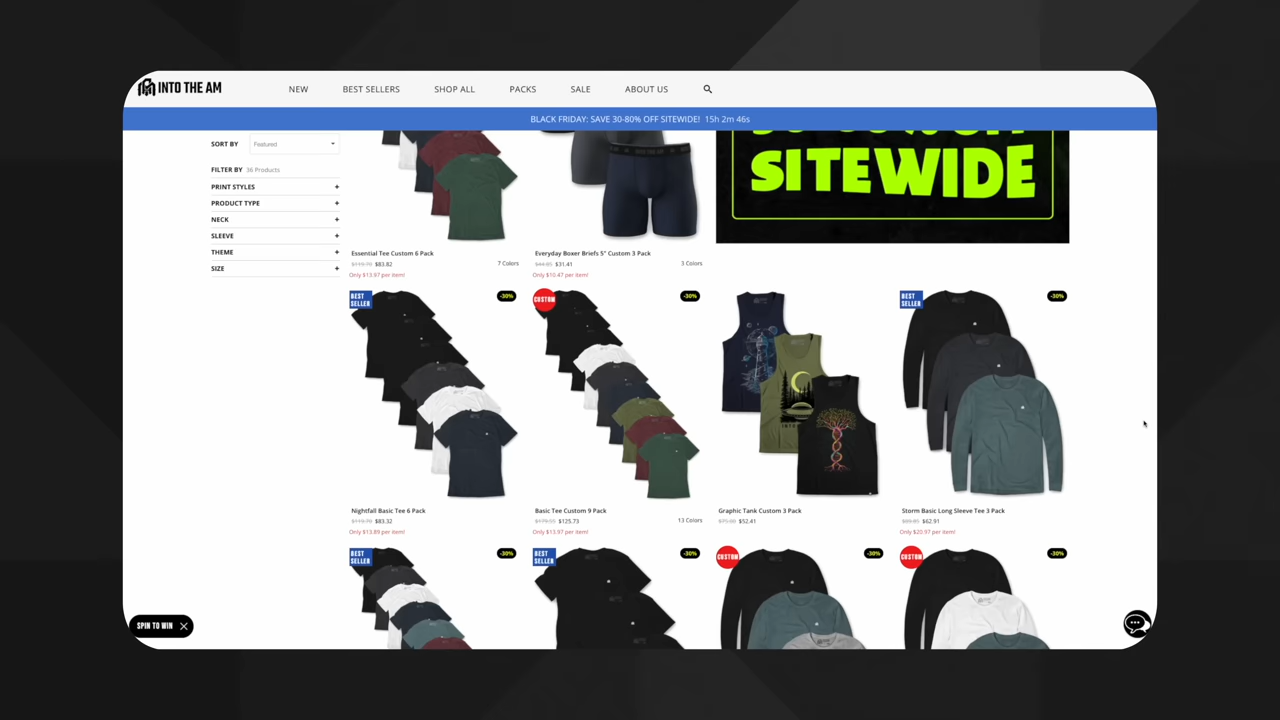 INTO THE AM
NEW BEST SELLERS SHOP ALL PACKS SALE ABOUT US
BLACK FRIDAY: SAVE 30-80% OFF SITEWIDE! 15h 2m 46s
SORT BY Featured
FILTER BY 36 Products
PRINT STYLES +
PRODUCT TYPE +
NECK +
SLEEVE +
THEME +
SIZE +
SITEWIDE
Essential Tee Custom 6 Pack
$119.70 $83.82 7 Colors
Only $13.97 per item!
Everyday Boxer Briefs 5" Custom 3 Pack
$44.85 $31.41 3 Colors
Only $10.47 per item!
BEST
SELLER
-30%
CUSTOM
-30%
BEST
SELLER
-30%
Nightfall Basic Tee 6 Pack
$119.70 $83.32
Only $13.89 per item!
Basic Tee Custom 9 Pack
$179.55 $125.73 13 Colors
Only $13.97 per item!
Graphic Tank Custom 3 Pack
$52.41
Storm Basic Long Sleeve Tee 3 Pack
$89.85 $62.91
Only $20.97 per item!
BEST
SELLER
-30%
BEST
SELLER
-30%
CUSTOM
-30%
CUSTOM
-30%
SPIN TO WIN